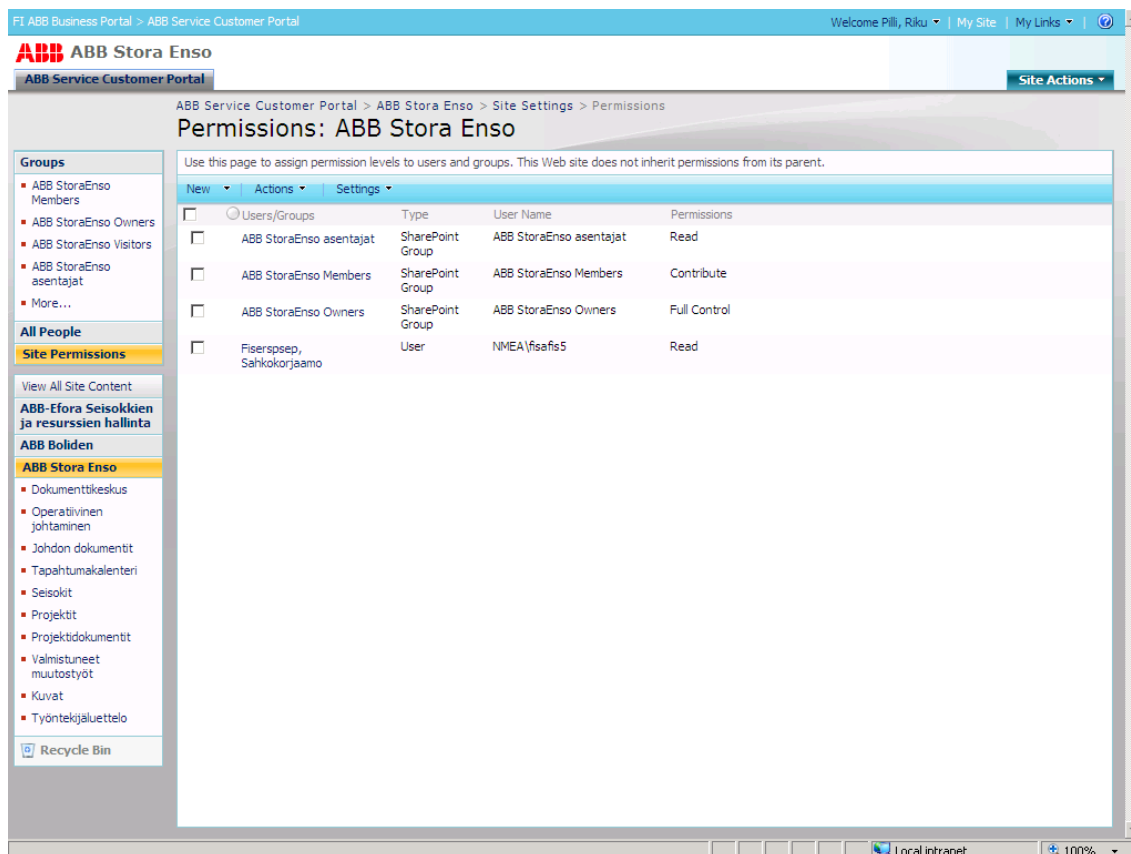 FI ABB Business Portal > ABB Service Customer Portal
Welcome Pilli, Riku | My Site | My Links |
ABB ABB Stora Enso
ABB Service Customer Portal
Site Actions
ABB Service Customer Portal > ABB Stora Enso > Site Settings > Permissions
Permissions: ABB Stora Enso
Groups
ABB StoraEnso
Members
ABB StoraEnso Owners
ABB StoraEnso Visitors
ABB StoraEnso
asentajat
More...
All People
Site Permissions
View All Site Content
ABB-Efora Seisokkien
ja resurssien hallinta
ABB Boliden
ABB Stora Enso
Dokumenttikeskus
Operatiivinen
johtaminen
Johdon dokumentit
Tapahtumakalenteri
Seisokit
Projektit
Projektidokumentit
Valmistuneet
muutostyöt
Kuvat
Työntekijäluettelo
Recycle Bin
Use this page to assign permission levels to users and groups. This Web site does not inherit permissions from its parent.
New | Actions | Settings
Users/Groups Type User Name Permissions
ABB StoraEnso asentajat SharePoint Group ABB StoraEnso asentajat Read
ABB StoraEnso Members SharePoint Group ABB StoraEnso Members Contribute
ABB StoraEnso Owners SharePoint Group ABB StoraEnso Owners Full Control
Fiserspsep, Sahkokorjaamo User NMEA\fisafis5 Read
Local intranet
100%